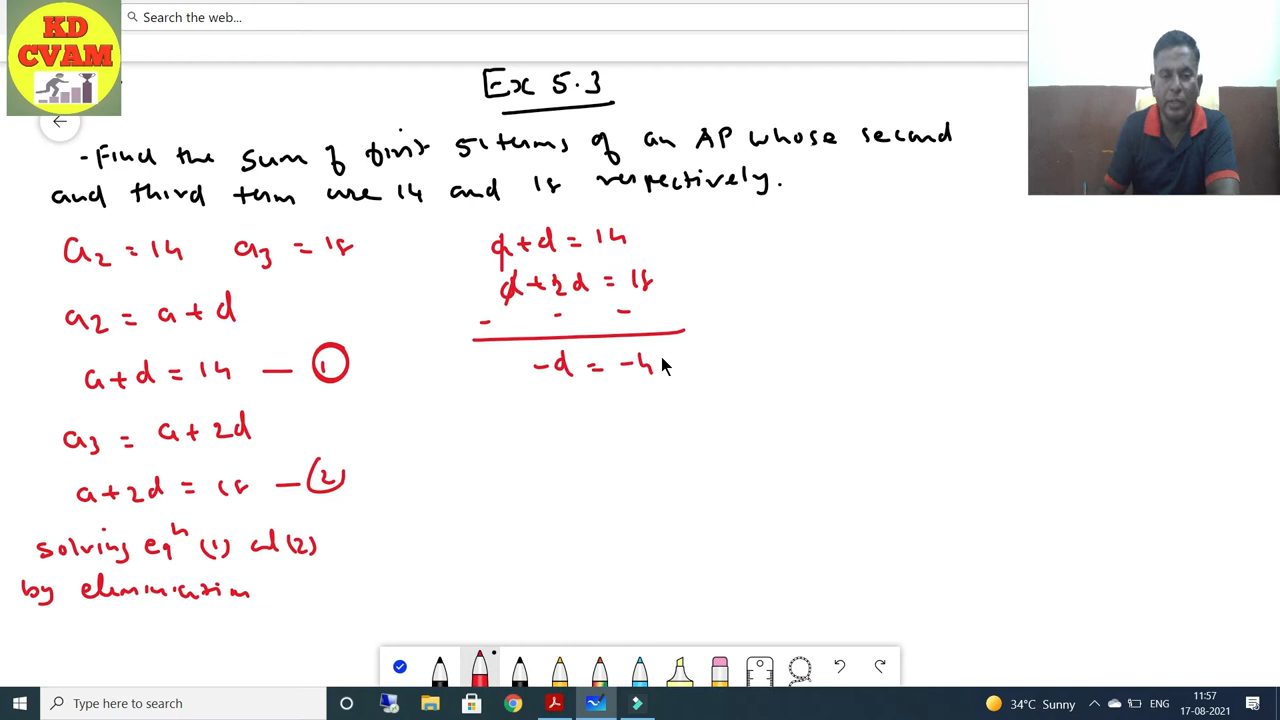 KD
CVAM
Search the web...
Ex 5.3
- Find the sum of first 51 terms of an AP whose second
and third term are 14 and 18 respectively.
a2 = 14 a3 = 18
a2 = a + d
a + d = 14 — 1
a3 = a + 2d
a + 2d = 18 — 2
solving eqn (1) and (2)
by elimination
a + d = 14
a + 2d = 18
- - -
-d = -4
Type here to search
34°C Sunny
ENG
11:57
17-08-2021